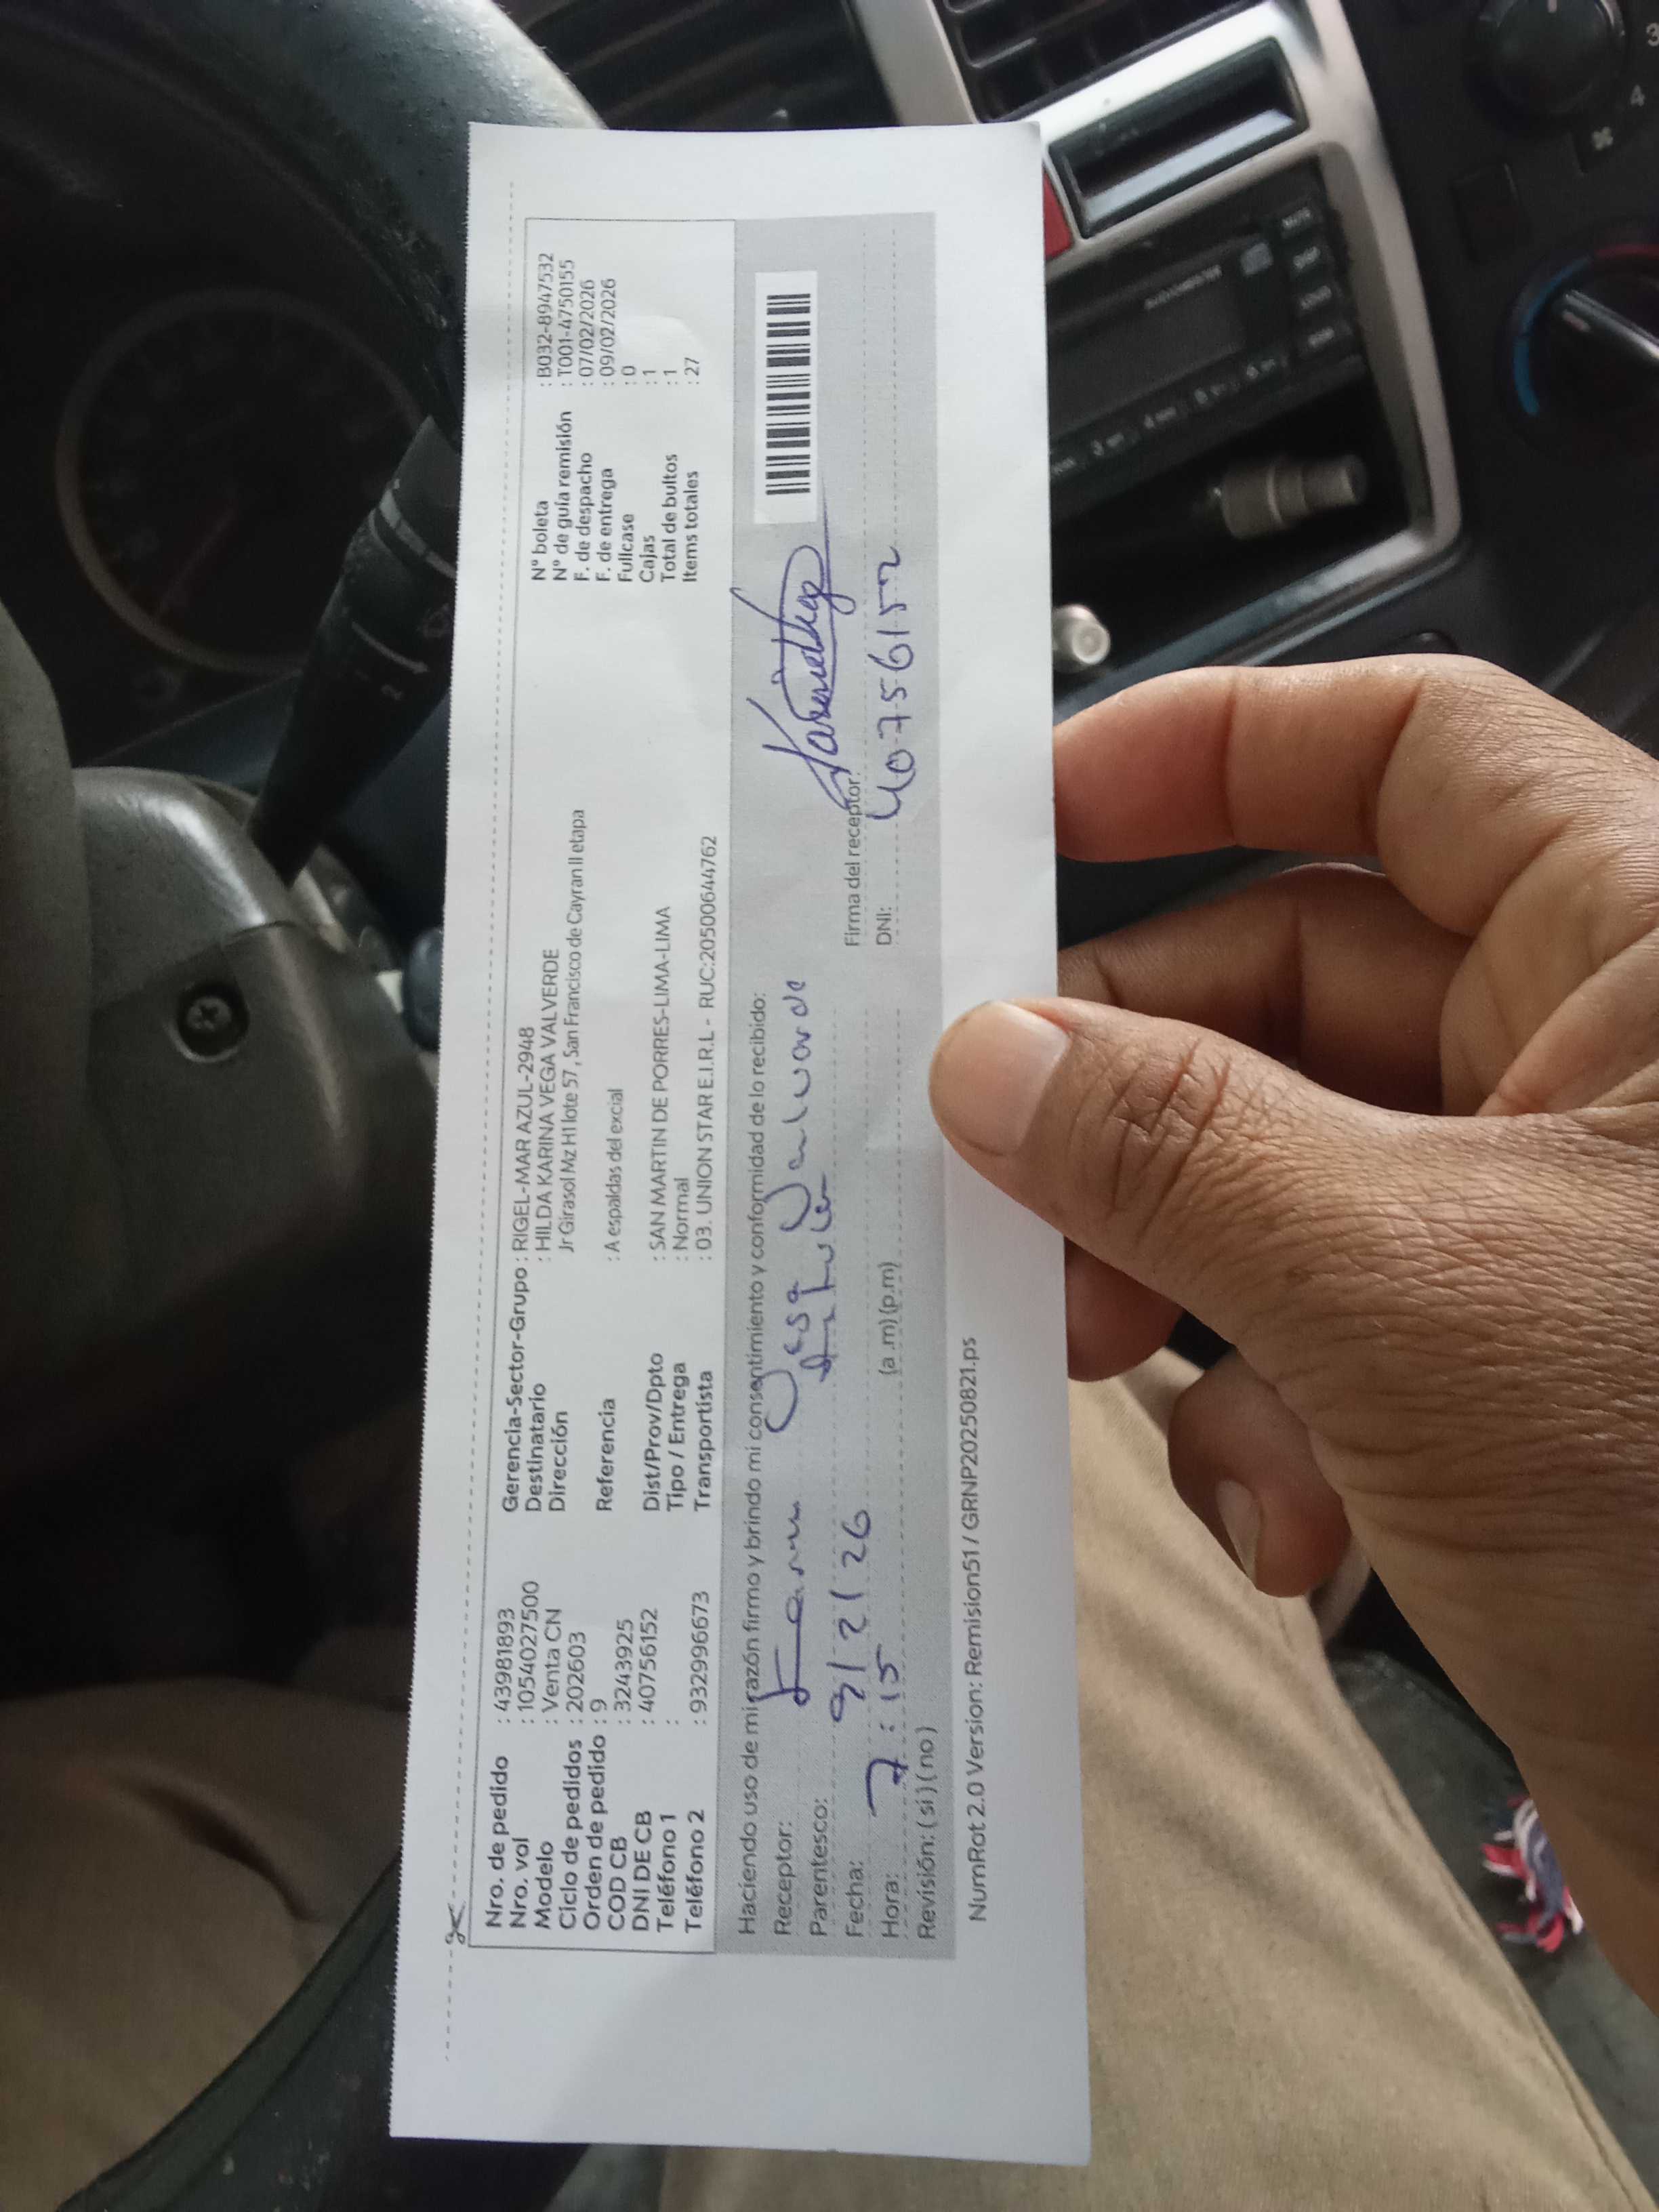 Nro. de pedido : 43981893
Nro. vol : 1054027500
Modelo : Venta CN
Ciclo de pedidos : 202603
Orden de pedido : 9
COD CB : 3243925
DNI DE CB : 40756152
Teléfono 1 :
Teléfono 2 : 932996673
Gerencia-Sector-Grupo : RIGEL-MAR AZUL-2948
Destinatario : HILDA KARINA VEGA VALVERDE
Dirección Jr Girasol Mz H1 lote 57, San Francisco de Cayran II etapa
Referencia : A espaldas del excial
Dist/Prov/Dpto : SAN MARTIN DE PORRES-LIMA-LIMA
Tipo / Entrega : Normal
Transportista : 03. UNION STAR E.I.R.L - RUC:20500644762
N° boleta : B032-8947532
N° de guía remisión : T001-4750155
F. de despacho : 07/02/2026
F. de entrega : 09/02/2026
Fullcase : 0
Cajas : 1
Total de bultos : 1
Items totales : 27
Haciendo uso de mi razón firmo y brindo mi consentimiento y conformidad de lo recibido:
Receptor:
Parentesco:
Fecha: 9/2/26
Hora: 7:15 (a.m) (p.m)
Revisión: (si) (no)
Firma del receptor:
DNI: 40756152
NumRot 2.0 Version: Remision51 / GRNP20250821.ps
3
4